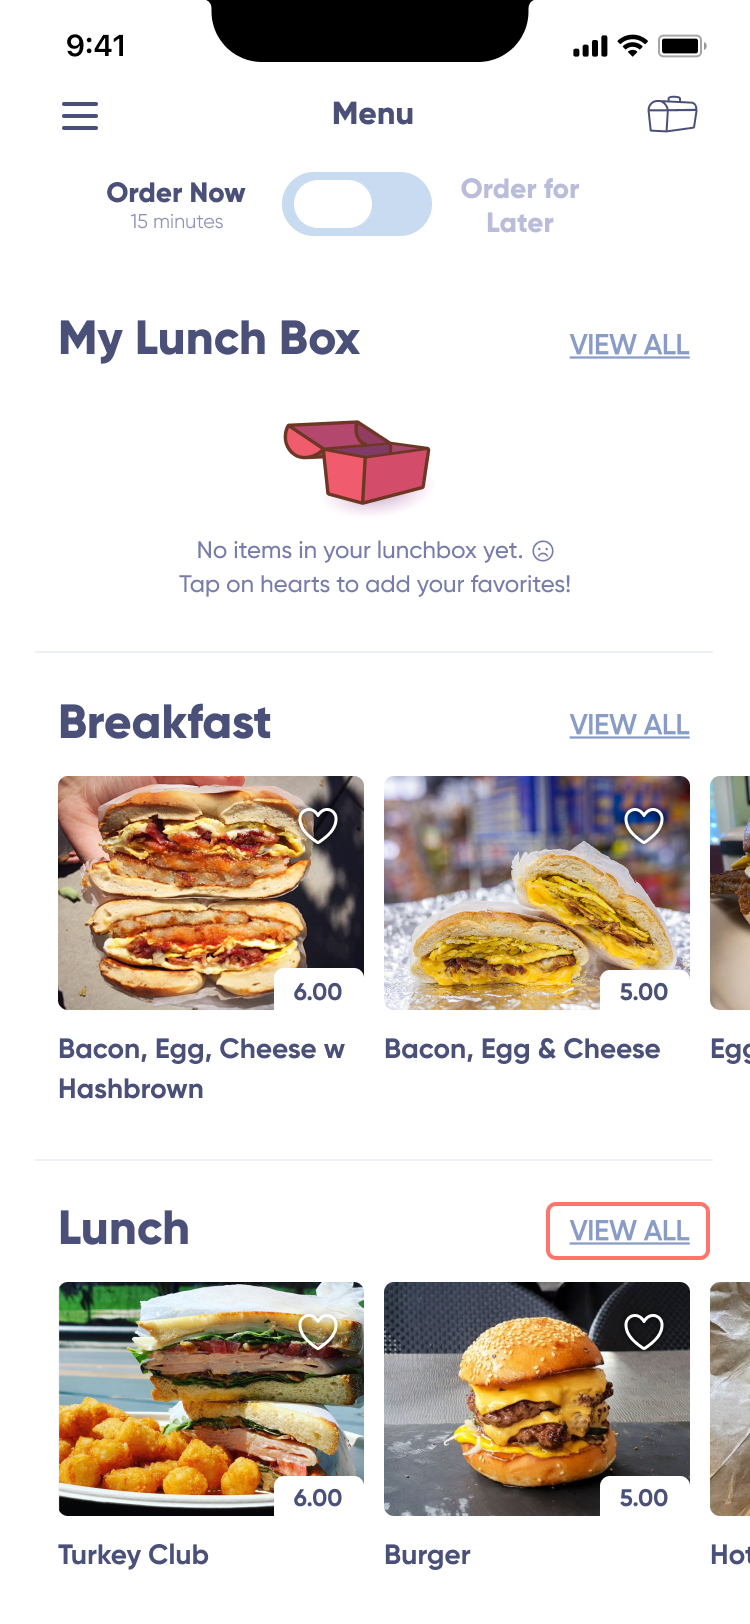 9:41
Menu
Order Now
15 minutes
Order for
Later
My Lunch Box
VIEW ALL
No items in your lunchbox yet.
Tap on hearts to add your favorites!
Breakfast
VIEW ALL
6.00
5.00
Bacon, Egg, Cheese w
Hashbrown
Bacon, Egg & Cheese
Egg
Lunch
VIEW ALL
6.00
5.00
Turkey Club
Burger
Hot